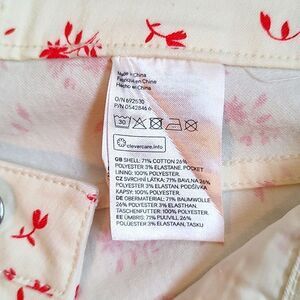 Made in China
Fabriqué en Chine
Hecho en China
O/N 692530
P/N 0542846 6
30
clevercare.info
GB SHELL: 71% COTTON 26%
POLYESTER 3% ELASTANE, POCKET
LINING: 100% POLYESTER.
CZ SVRCHNÍ LÁTKA: 71% BAVLNA 26%
POLYESTER 3% ELASTAN, PODŠÍVKA
KAPSY: 100% POLYESTER.
DE OBERMATERIAL: 71% BAUMWOLLE
26% POLYESTER 3% ELASTHAN,
TASCHENFUTTER: 100% POLYESTER.
EE ÜMBRIS: 71% PUUVILL 26%
POLÜESTER 3% ELASTAAN, TASKU